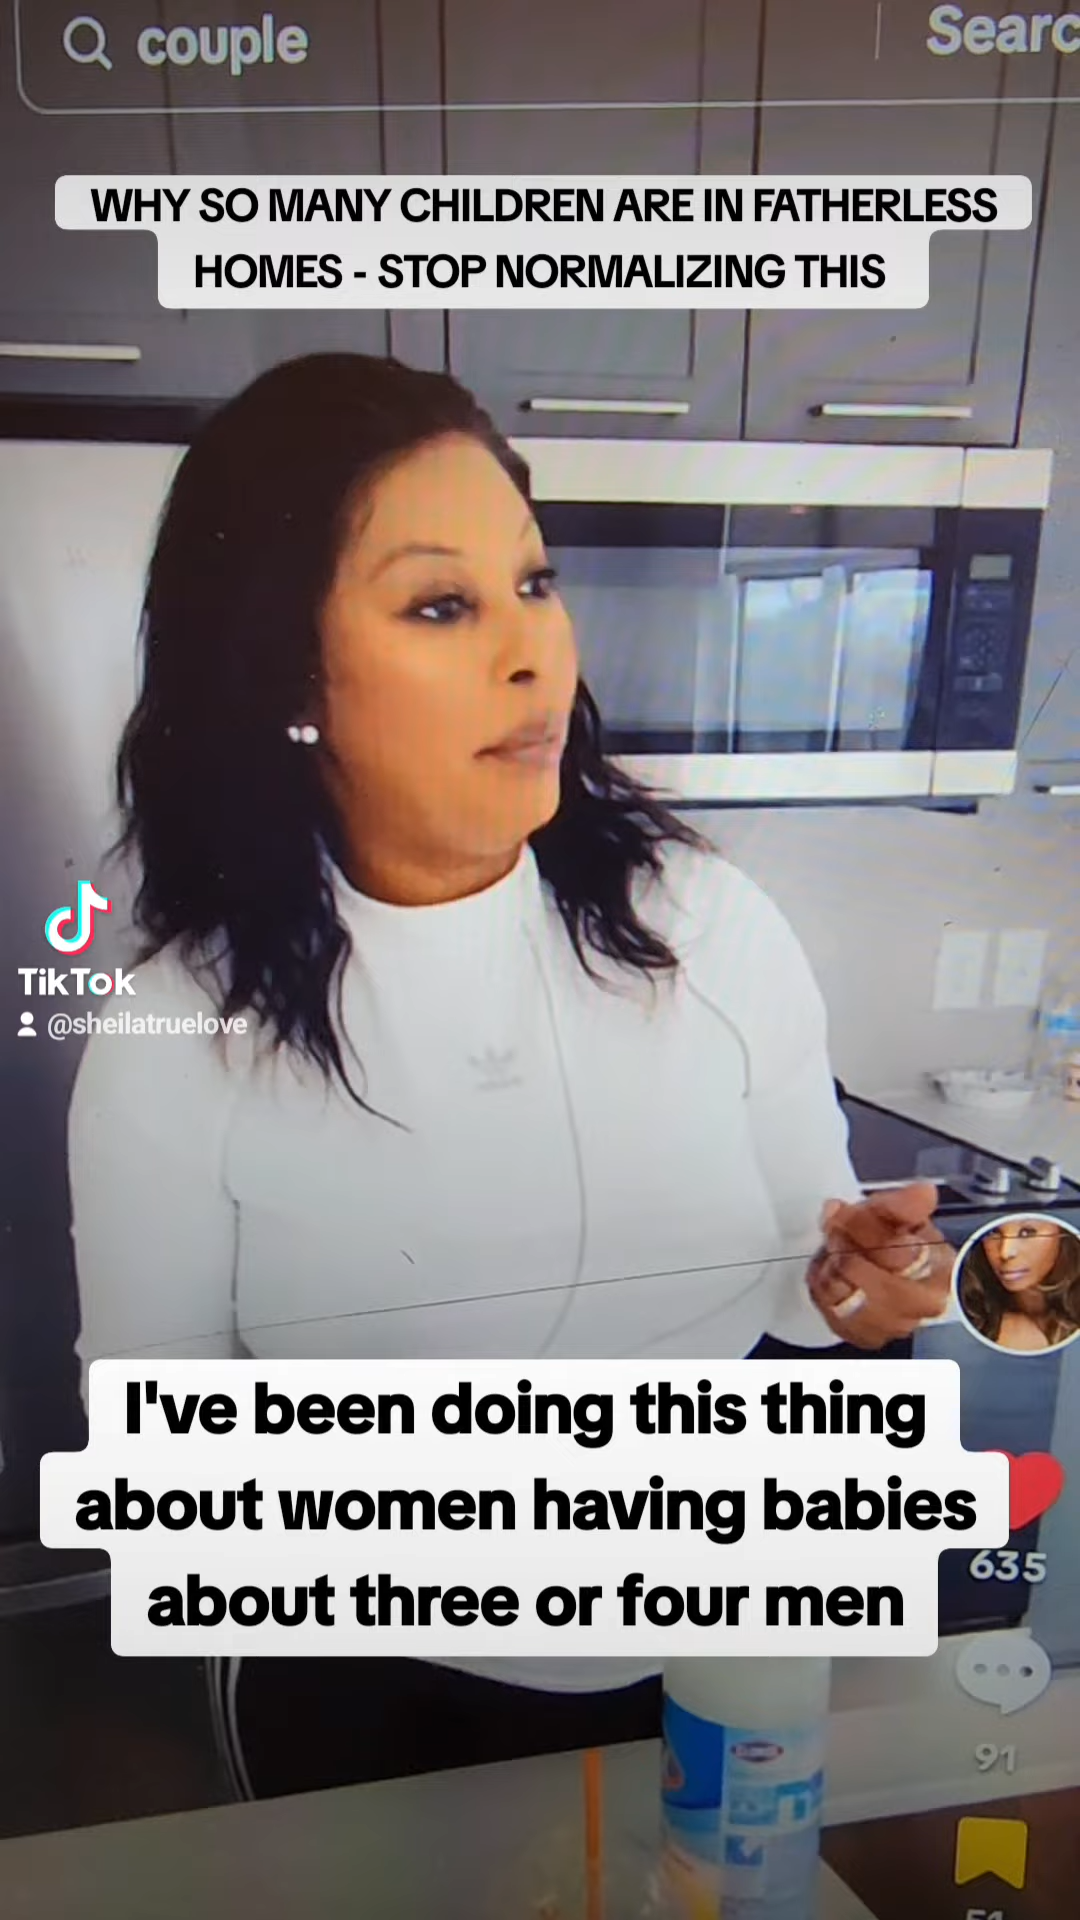 couple
Searc
WHY SO MANY CHILDREN ARE IN FATHERLESS
HOMES - STOP NORMALIZING THIS
TikTok
@sheilatruelove
I've been doing this thing
about women having babies
about three or four men
635
91
CLOROX